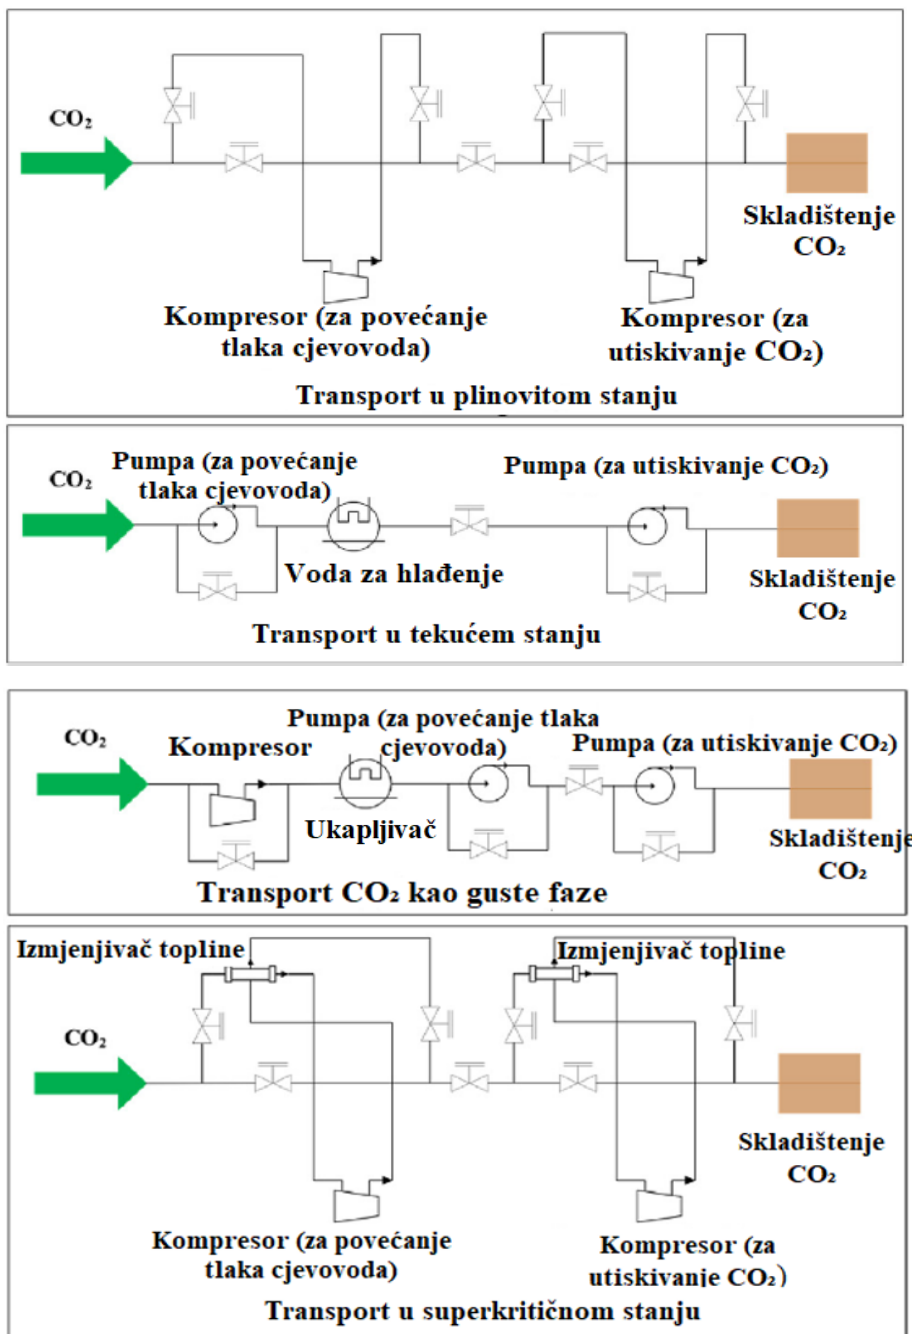 CO₂
Skladištenje
CO₂
Kompresor (za povećanje
tlaka cjevovoda)
Kompresor (za
utiskivanje CO₂)
Transport u plinovitom stanju
CO₂
Pumpa (za povećanje
tlaka cjevovoda)
Pumpa (za utiskivanje CO₂)
Voda za hlađenje
Skladištenje
CO₂
Transport u tekućem stanju
CO₂
Kompresor
Pumpa (za povećanje tlaka
cjevovoda)
Pumpa (za utiskivanje CO₂)
Ukapljivač
Skladištenje
CO₂
Transport CO₂ kao guste faze
Izmjenjivač topline
Izmjenjivač topline
CO₂
Skladištenje
CO₂
Kompresor (za povećanje
tlaka cjevovoda)
Kompresor (za
utiskivanje CO₂)
Transport u superkritičnom stanju